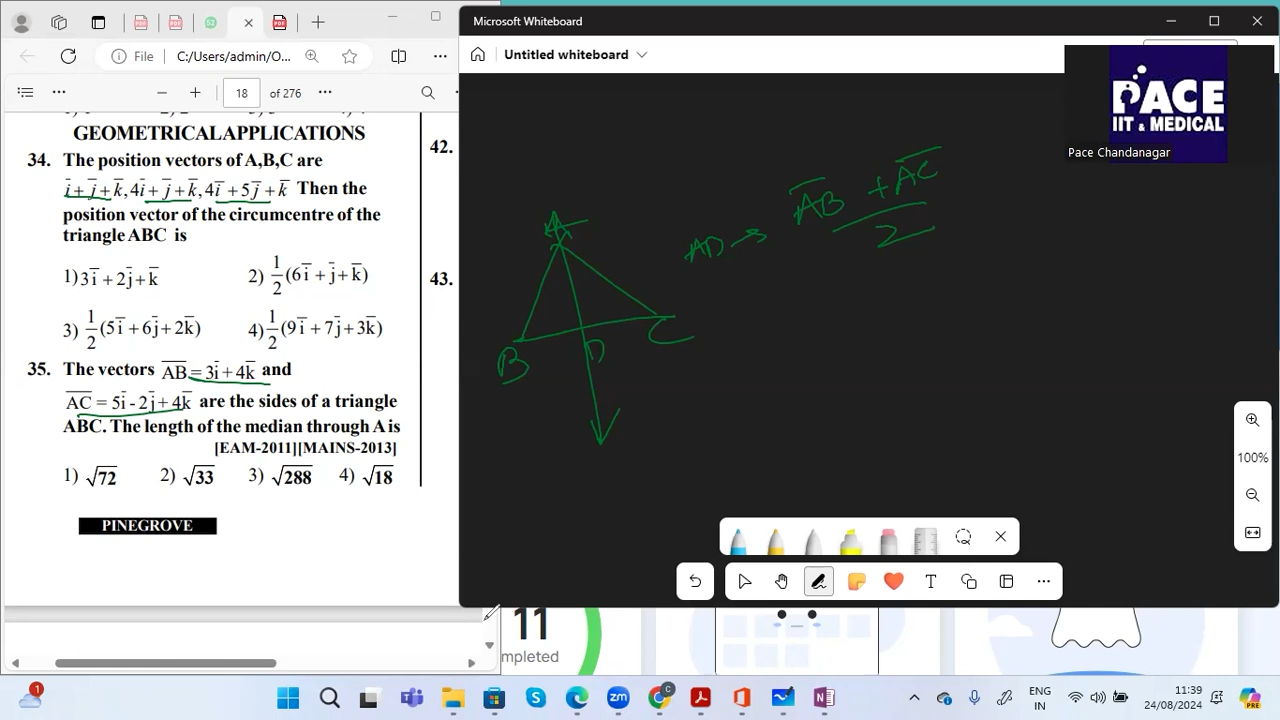 File
C:/Users/admin/O...
18 of 276
GEOMETRICAL APPLICATIONS
34. The position vectors of A,B,C are
i̅ + j̅ + k̅, 4i̅ + j̅ + k̅, 4i̅ + 5j̅ + k̅ Then the
position vector of the circumcentre of the
triangle ABC is
1) 3i̅ + 2j̅ + k̅ 2) 1/2 (6i̅ + j̅ + k̅)
3) 1/2 (5i̅ + 6j̅ + 2k̅) 4) 1/2 (9i̅ + 7j̅ + 3k̅)
35. The vectors A̅B̅ = 3i̅ + 4k̅ and
A̅C̅ = 5i̅ - 2j̅ + 4k̅ are the sides of a triangle
ABC. The length of the median through A is
[EAM-2011][MAINS-2013]
1) √72 2) √33 3) √288 4) √18
PINEGROVE
42.
43.
Microsoft Whiteboard
Untitled whiteboard
PACE
IIT & MEDICAL
Pace Chandanagar
A
B
D
C
AD → (A̅B̅ + A̅C̅)/2
100%
11
mpleted
1
ENG
IN
11:39
24/08/2024